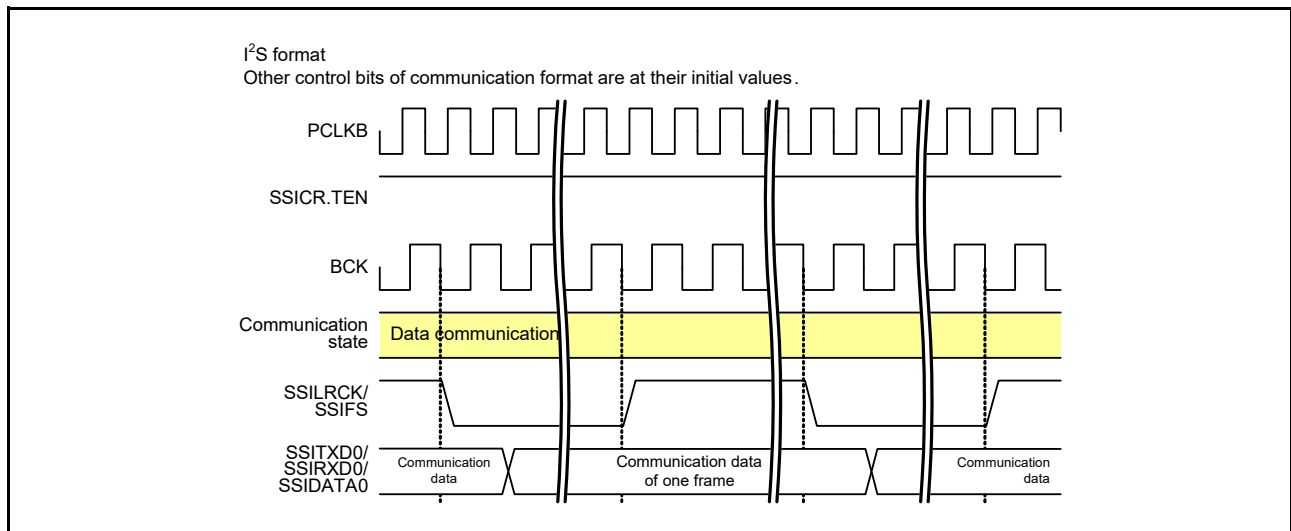 I²S format
Other control bits of communication format are at their initial values.
PCLKB
SSICR.TEN
BCK
Communication
state
Data communication
SSILRCK/
SSIFS
SSITXD0/
SSIRXD0/
SSIDATA0
Communication
data
Communication data
of one frame
Communication
data